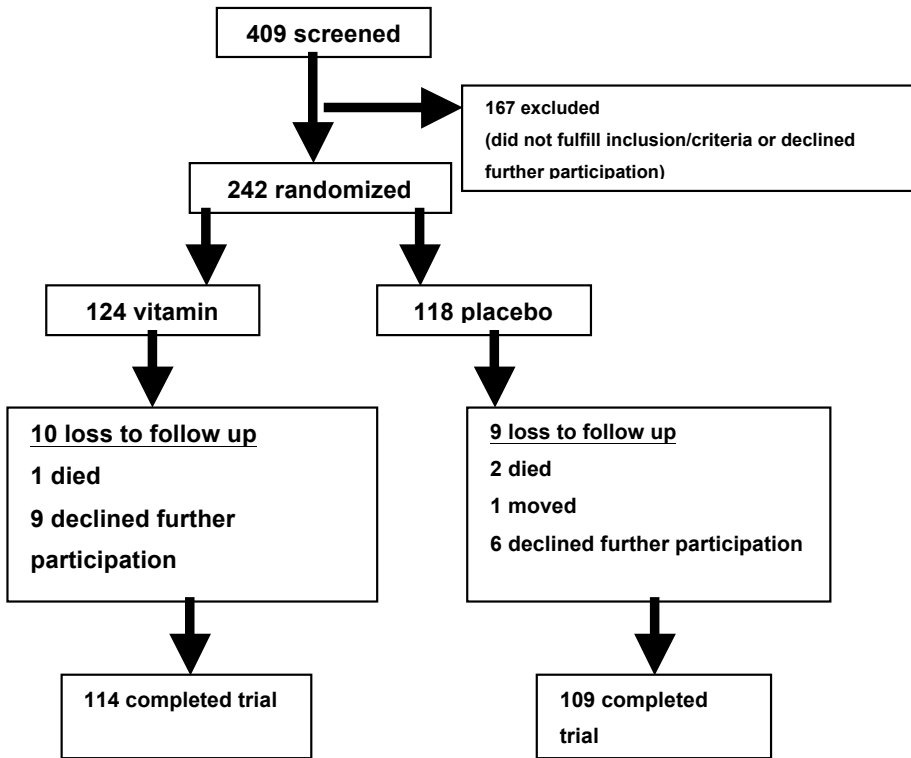 409 screened
167 excluded
(did not fulfill inclusion/criteria or declined
further participation)
242 randomized
124 vitamin
118 placebo
10 loss to follow up
1 died
9 declined further
participation
9 loss to follow up
2 died
1 moved
6 declined further participation
114 completed trial
109 completed
trial